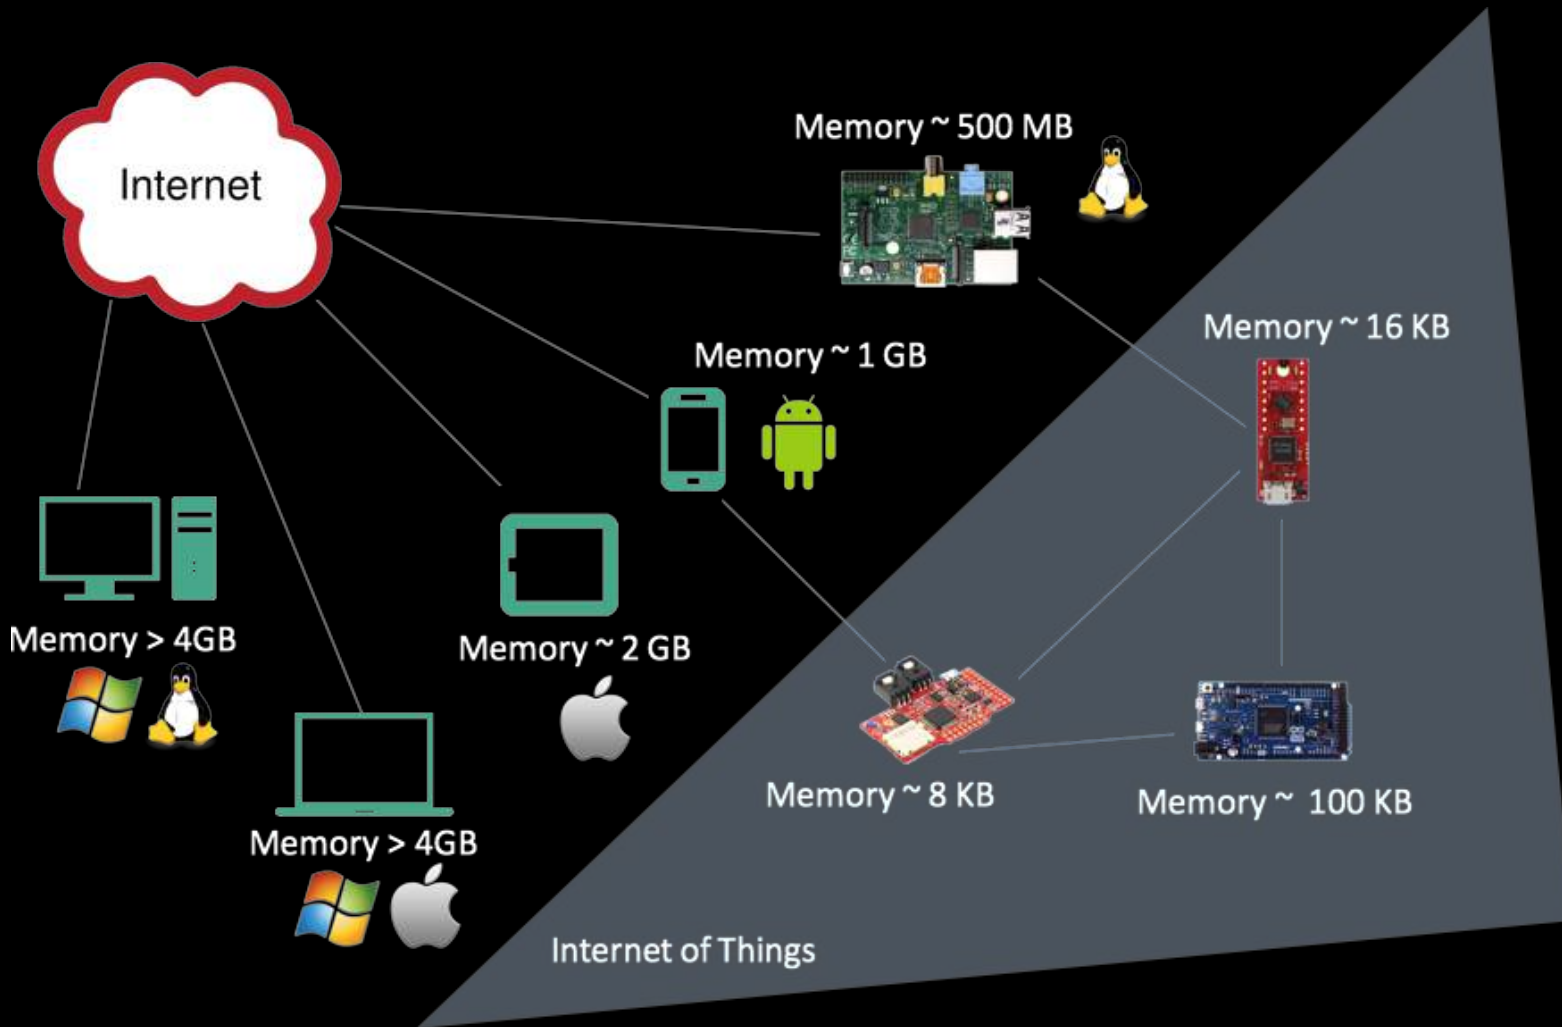 Internet
Memory ~ 500 MB
Memory ~ 16 KB
Memory ~ 1 GB
Memory > 4GB
Memory ~ 2 GB
Memory > 4GB
Memory ~ 8 KB
Memory ~ 100 KB
Internet of Things